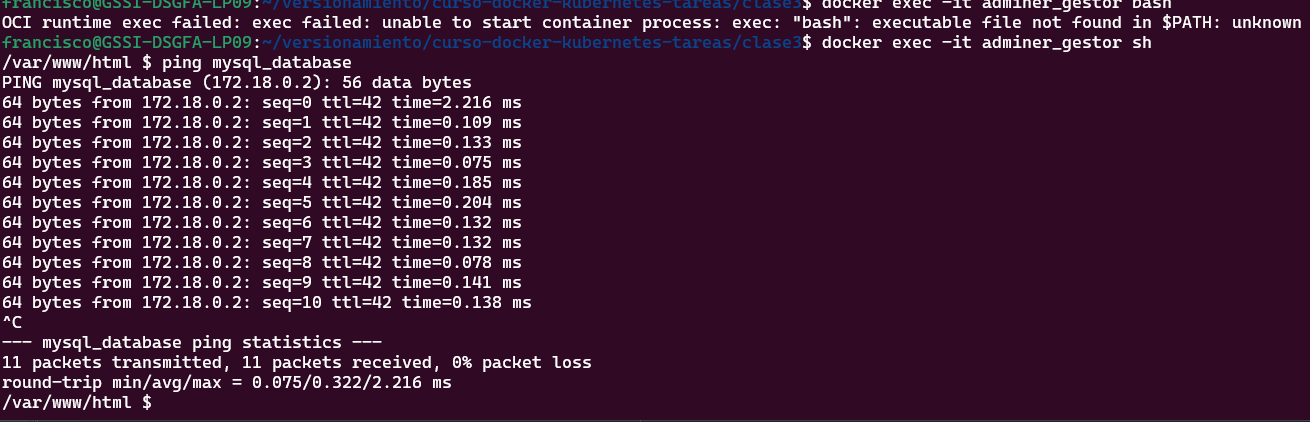 francisco@GSSI-DSGFA-LP09:~/versionamiento/curso-docker-kubernetes-tareas/clase3$ docker exec -it adminer_gestor bash
OCI runtime exec failed: exec failed: unable to start container process: exec: "bash": executable file not found in $PATH: unknown
francisco@GSSI-DSGFA-LP09:~/versionamiento/curso-docker-kubernetes-tareas/clase3$ docker exec -it adminer_gestor sh
/var/www/html $ ping mysql_database
PING mysql_database (172.18.0.2): 56 data bytes
64 bytes from 172.18.0.2: seq=0 ttl=42 time=2.216 ms
64 bytes from 172.18.0.2: seq=1 ttl=42 time=0.109 ms
64 bytes from 172.18.0.2: seq=2 ttl=42 time=0.133 ms
64 bytes from 172.18.0.2: seq=3 ttl=42 time=0.075 ms
64 bytes from 172.18.0.2: seq=4 ttl=42 time=0.185 ms
64 bytes from 172.18.0.2: seq=5 ttl=42 time=0.204 ms
64 bytes from 172.18.0.2: seq=6 ttl=42 time=0.132 ms
64 bytes from 172.18.0.2: seq=7 ttl=42 time=0.132 ms
64 bytes from 172.18.0.2: seq=8 ttl=42 time=0.078 ms
64 bytes from 172.18.0.2: seq=9 ttl=42 time=0.141 ms
64 bytes from 172.18.0.2: seq=10 ttl=42 time=0.138 ms
^C
--- mysql_database ping statistics ---
11 packets transmitted, 11 packets received, 0% packet loss
round-trip min/avg/max = 0.075/0.322/2.216 ms
/var/www/html $